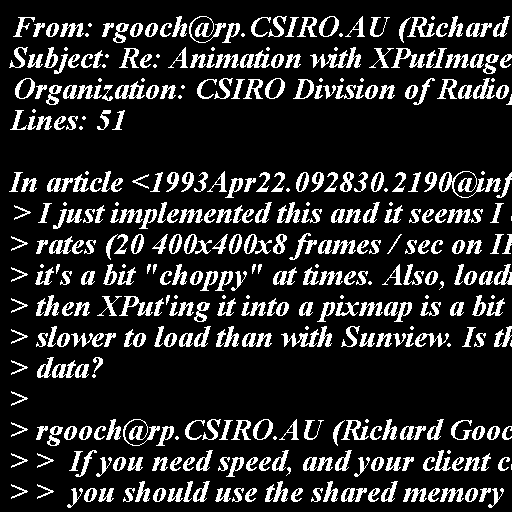 From: rgooch@rp.CSIRO.AU (Richard
Subject: Re: Animation with XPutImage
Organization: CSIRO Division of Radio
Lines: 51

In article <1993Apr22.092830.2190@inf
> I just implemented this and it seems I
> rates (20 400x400x8 frames / sec on
> it's a bit "choppy" at times. Also,
> then XPut'ing it into a pixmap is a bit
> slower to load than with Sunview. Is
> data?
>
> rgooch@rp.CSIRO.AU (Richard Gooc
> >  If you need speed, and your client
> >  you should use the shared memory